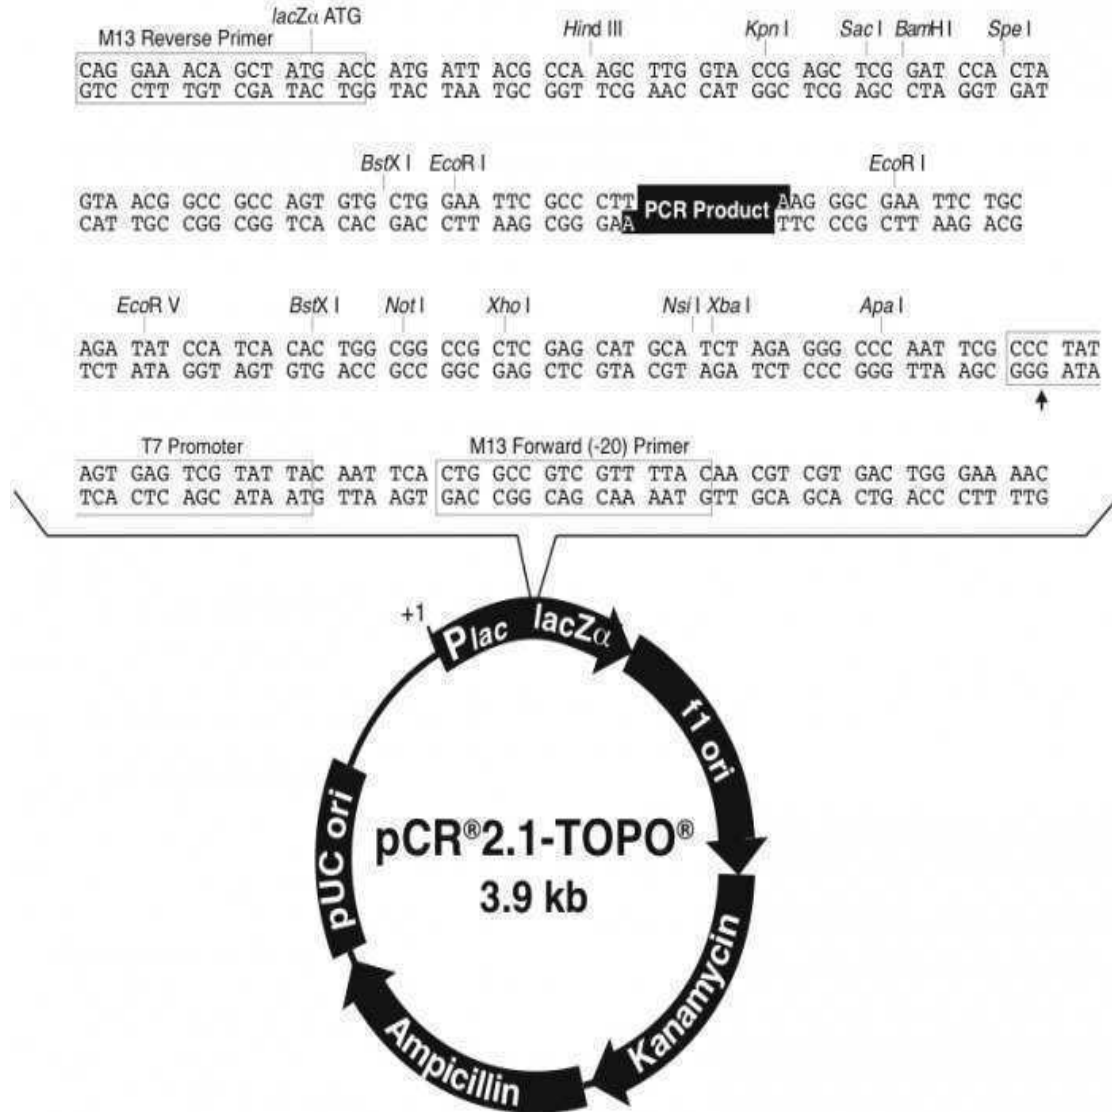 lacZα ATG
M13 Reverse Primer Hind III Kpn I Sac I BamH I Spe I
CAG GAA ACA GCT ATG ACC ATG ATT ACG CCA AGC TTG GTA CCG AGC TCG GAT CCA CTA
GTC CTT TGT CGA TAC TGG TAC TAA TGC GGT TCG AAC CAT GGC TCG AGC CTA GGT GAT
BstX I EcoR I EcoR I
GTA ACG GCC GCC AGT GTG CTG GAA TTC GCC CTT PCR Product AAG GGC GAA TTC TGC
CAT TGC CGG CGG TCA CAC GAC CTT AAG CGG GAA TTC CCG CTT AAG ACG
EcoR V BstX I Not I Xho I Nsi I Xba I Apa I
AGA TAT CCA TCA CAC TGG CGG CCG CTC GAG CAT GCA TCT AGA GGG CCC AAT TCG CCC TAT
TCT ATA GGT AGT GTG ACC GCC GGC GAG CTC GTA CGT AGA TCT CCC GGG TTA AGC GGG ATA
T7 Promoter M13 Forward (-20) Primer
AGT GAG TCG TAT TAC AAT TCA CTG GCC GTC GTT TTA CAA CGT CGT GAC TGG GAA AAC
TCA CTC AGC ATA ATG TTA AGT GAC CGG CAG CAA AAT GTT GCA GCA CTG ACC CTT TTG
+1
Plac lacZα
f1 ori
pUC ori
pCR®2.1-TOPO®
3.9 kb
Kanamycin
Ampicillin